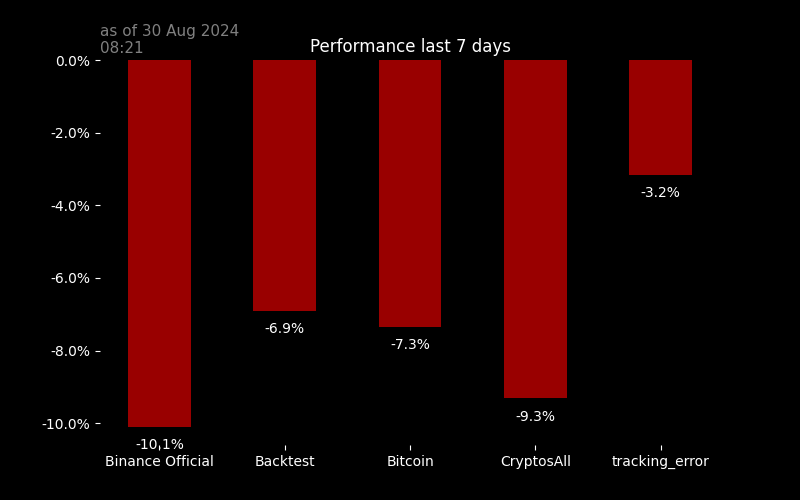 as of 30 Aug 2024
08:21
Performance last 7 days
0.0%
-2.0%
-4.0%
-6.0%
-8.0%
-10.0%
-10.1%
-6.9%
-7.3%
-9.3%
-3.2%
Binance Official
Backtest
Bitcoin
CryptosAll
tracking_error